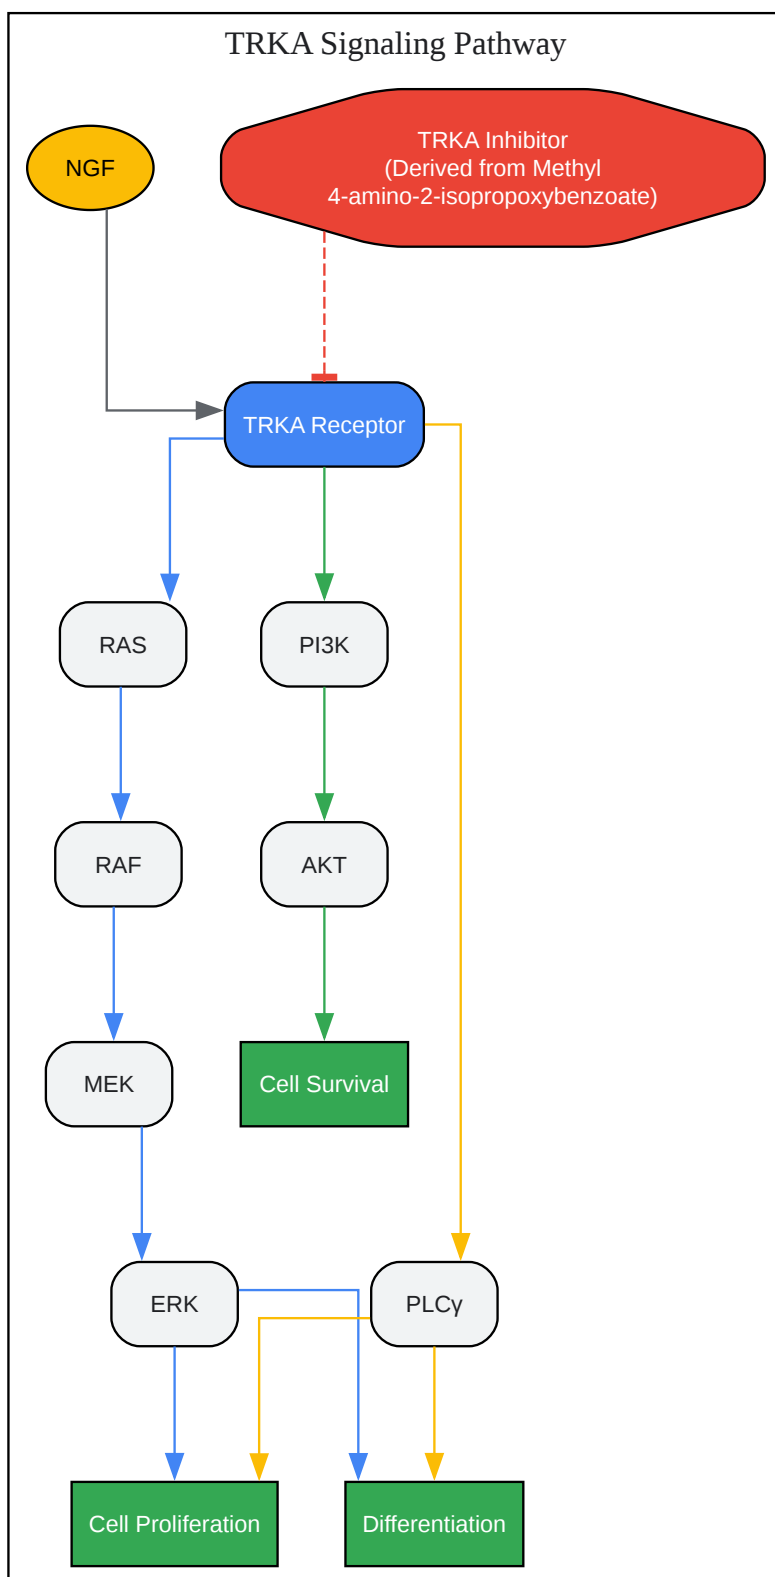 TRKA Signaling Pathway
NGF
TRKA Inhibitor
(Derived from Methyl
4-amino-2-isopropoxybenzoate)
TRKA Receptor
RAS
PI3K
RAF
AKT
MEK
Cell Survival
ERK
PLCγ
Cell Proliferation
Differentiation